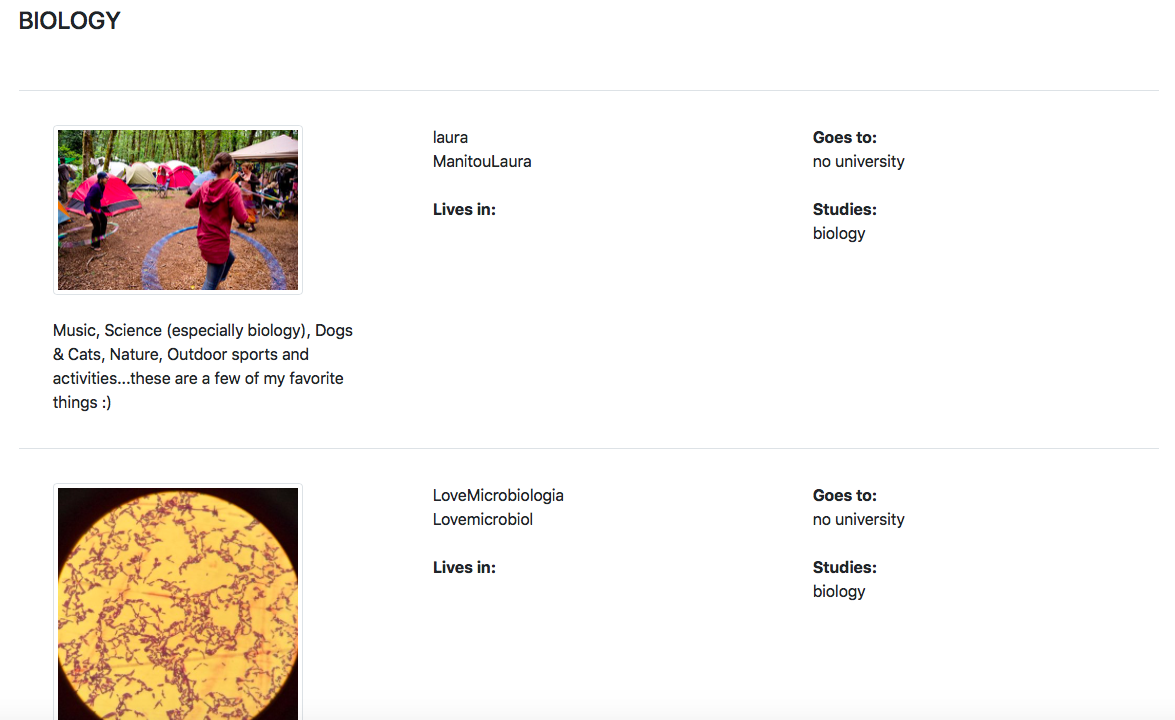 BIOLOGY
laura
ManitouLaura
Lives in:
Goes to:
no university
Studies:
biology
Music, Science (especially biology), Dogs
& Cats, Nature, Outdoor sports and
activities...these are a few of my favorite
things :)
LoveMicrobiologia
Lovemicrobiol
Lives in:
Goes to:
no university
Studies:
biology